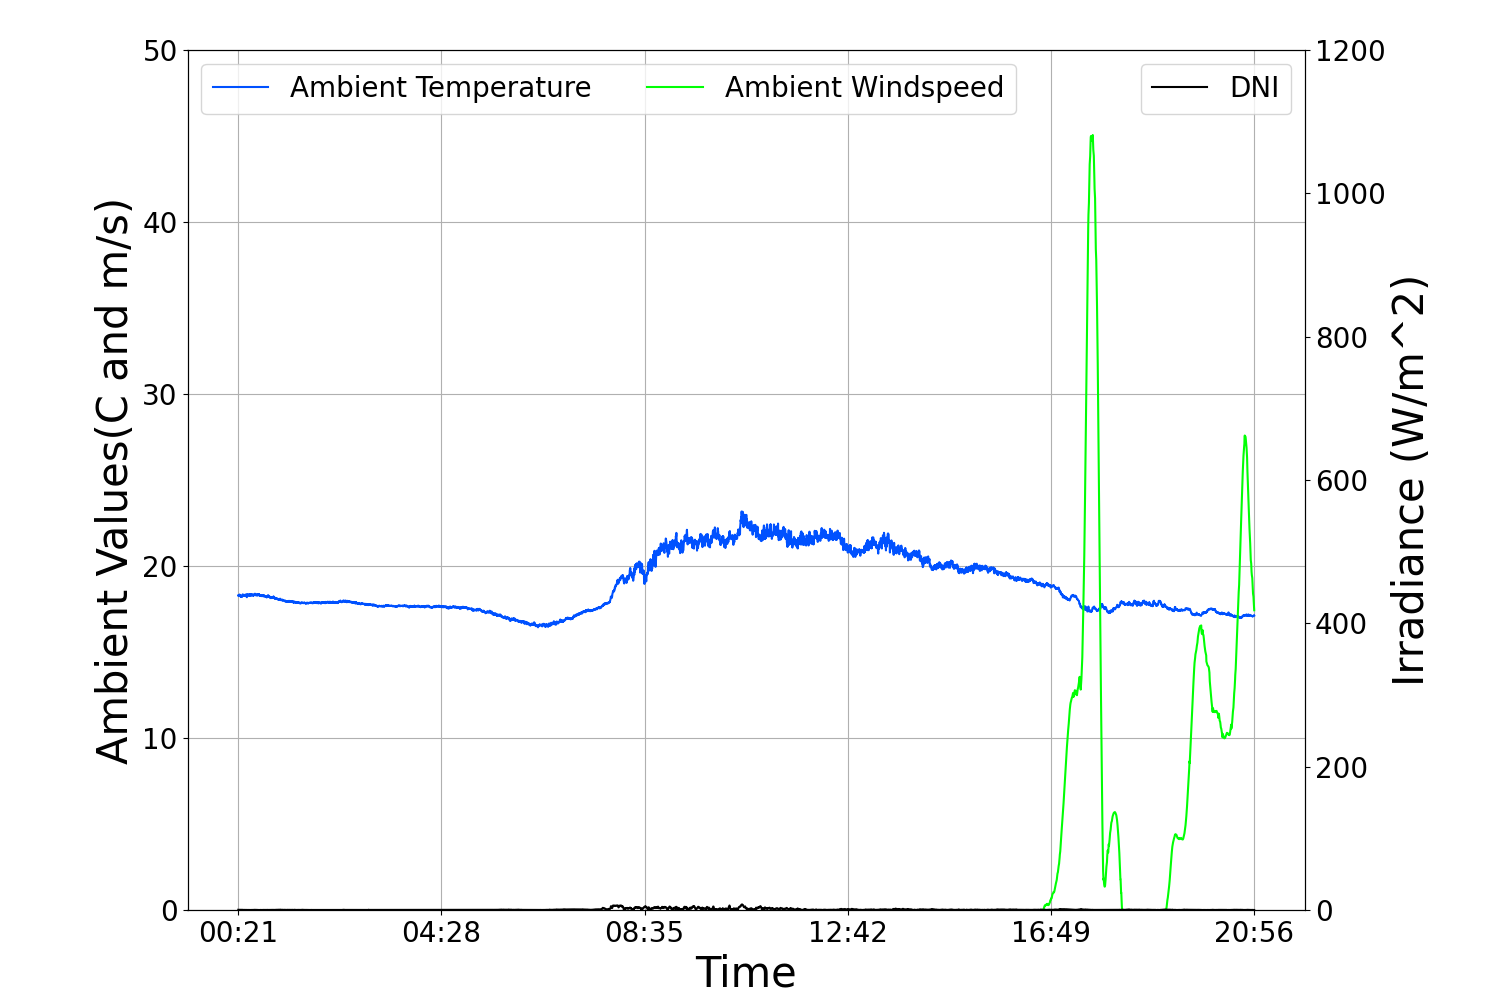 Ambient Temperature Ambient Windspeed DNI
Ambient Values(C and m/s)
50
40
30
20
10
0
1200
1000
800
600
400
200
0
Irradiance (W/m^2)
00:21 04:28 08:35 12:42 16:49 20:56
Time